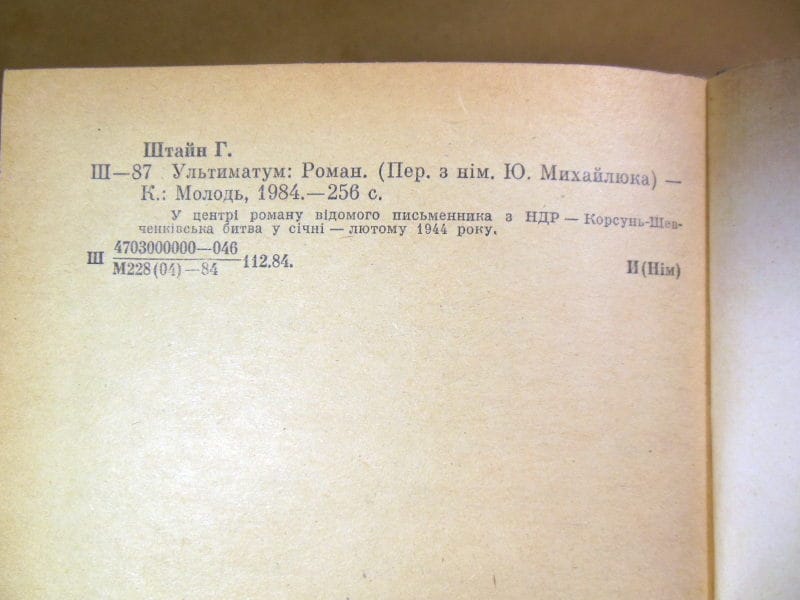 Штайн Г.
Ш—87 Ультиматум: Роман. (Пер. з нім. Ю. Михайлюка) —
К.: Молодь, 1984.—256 с.
У центрі роману відомого письменника з НДР — Корсунь-Шев-
ченківська битва у січні — лютому 1944 року.
Ш 4703000000—046
М228(04)—84 112.84.
И(Нім)